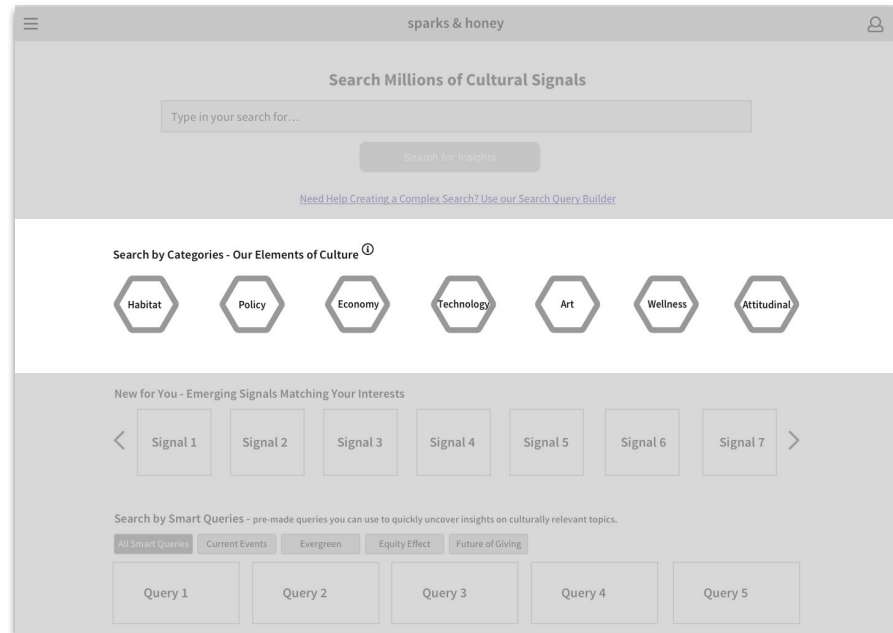 sparks & honey
Search Millions of Cultural Signals
Type in your search for...
Search for Insights
Need Help Creating a Complex Search? Use our Search Query Builder
Search by Categories - Our Elements of Culture i
Habitat Policy Economy Technology Art Wellness Attitudinal
New for You - Emerging Signals Matching Your Interests
Signal 1 Signal 2 Signal 3 Signal 4 Signal 5 Signal 6 Signal 7
Search by Smart Queries - pre-made queries you can use to quickly uncover insights on culturally relevant topics.
All Smart Queries Current Events Evergreen Equity Effect Future of Giving
Query 1 Query 2 Query 3 Query 4 Query 5